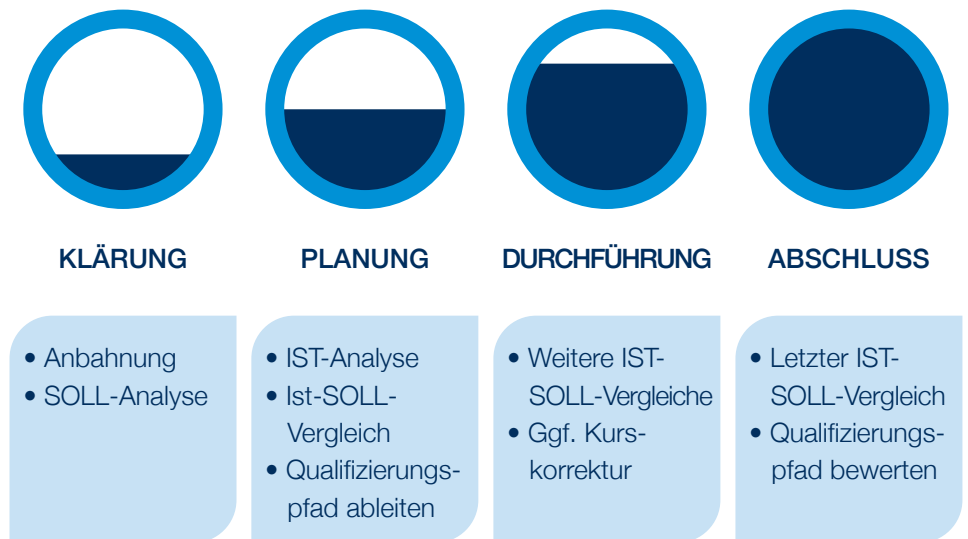 KLÄRUNG
PLANUNG
DURCHFÜHRUNG
ABSCHLUSS
• Anbahnung
• SOLL-Analyse
• IST-Analyse
• Ist-SOLL-
Vergleich
• Qualifizierungs-
pfad ableiten
• Weitere IST-
SOLL-Vergleiche
• Ggf. Kurs-
korrektur
• Letzter IST-
SOLL-Vergleich
• Qualifizierungs-
pfad bewerten